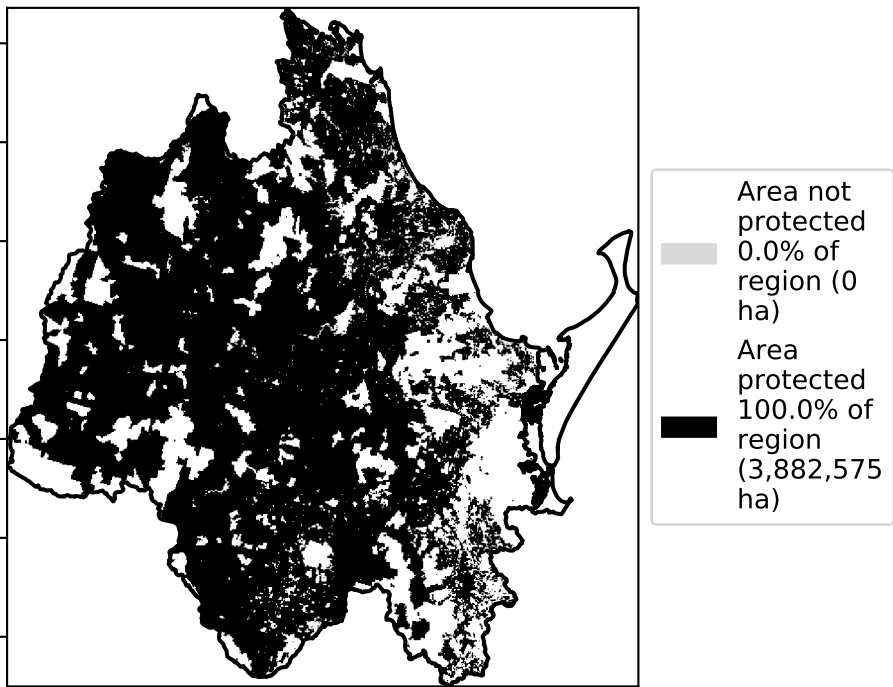 Area not
protected
0.0% of
region (0
ha)
Area
protected
100.0% of
region
(3,882,575
ha)